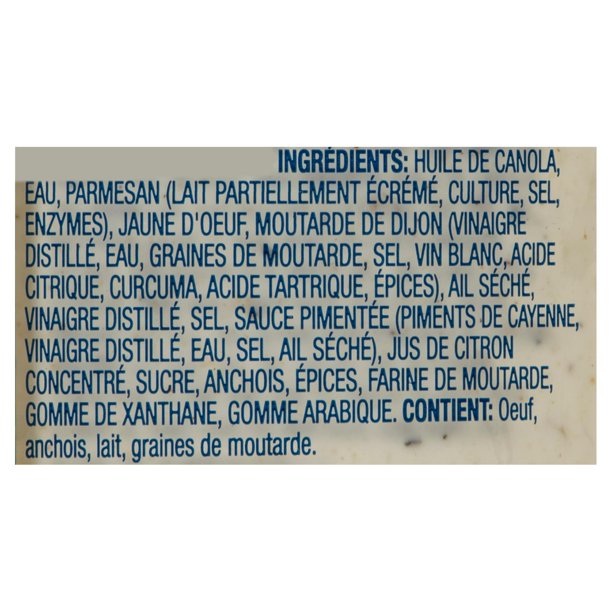 INGRÉDIENTS: HUILE DE CANOLA,
EAU, PARMESAN (LAIT PARTIELLEMENT ÉCRÉMÉ, CULTURE, SEL,
ENZYMES), JAUNE D'OEUF, MOUTARDE DE DIJON (VINAIGRE
DISTILLÉ, EAU, GRAINES DE MOUTARDE, SEL, VIN BLANC, ACIDE
CITRIQUE, CURCUMA, ACIDE TARTRIQUE, ÉPICES), AIL SÉCHÉ,
VINAIGRE DISTILLÉ, SEL, SAUCE PIMENTÉE (PIMENTS DE CAYENNE,
VINAIGRE DISTILLÉ, EAU, SEL, AIL SÉCHÉ), JUS DE CITRON
CONCENTRÉ, SUCRE, ANCHOIS, ÉPICES, FARINE DE MOUTARDE,
GOMME DE XANTHANE, GOMME ARABIQUE. CONTIENT: Oeuf,
anchois, lait, graines de moutarde.